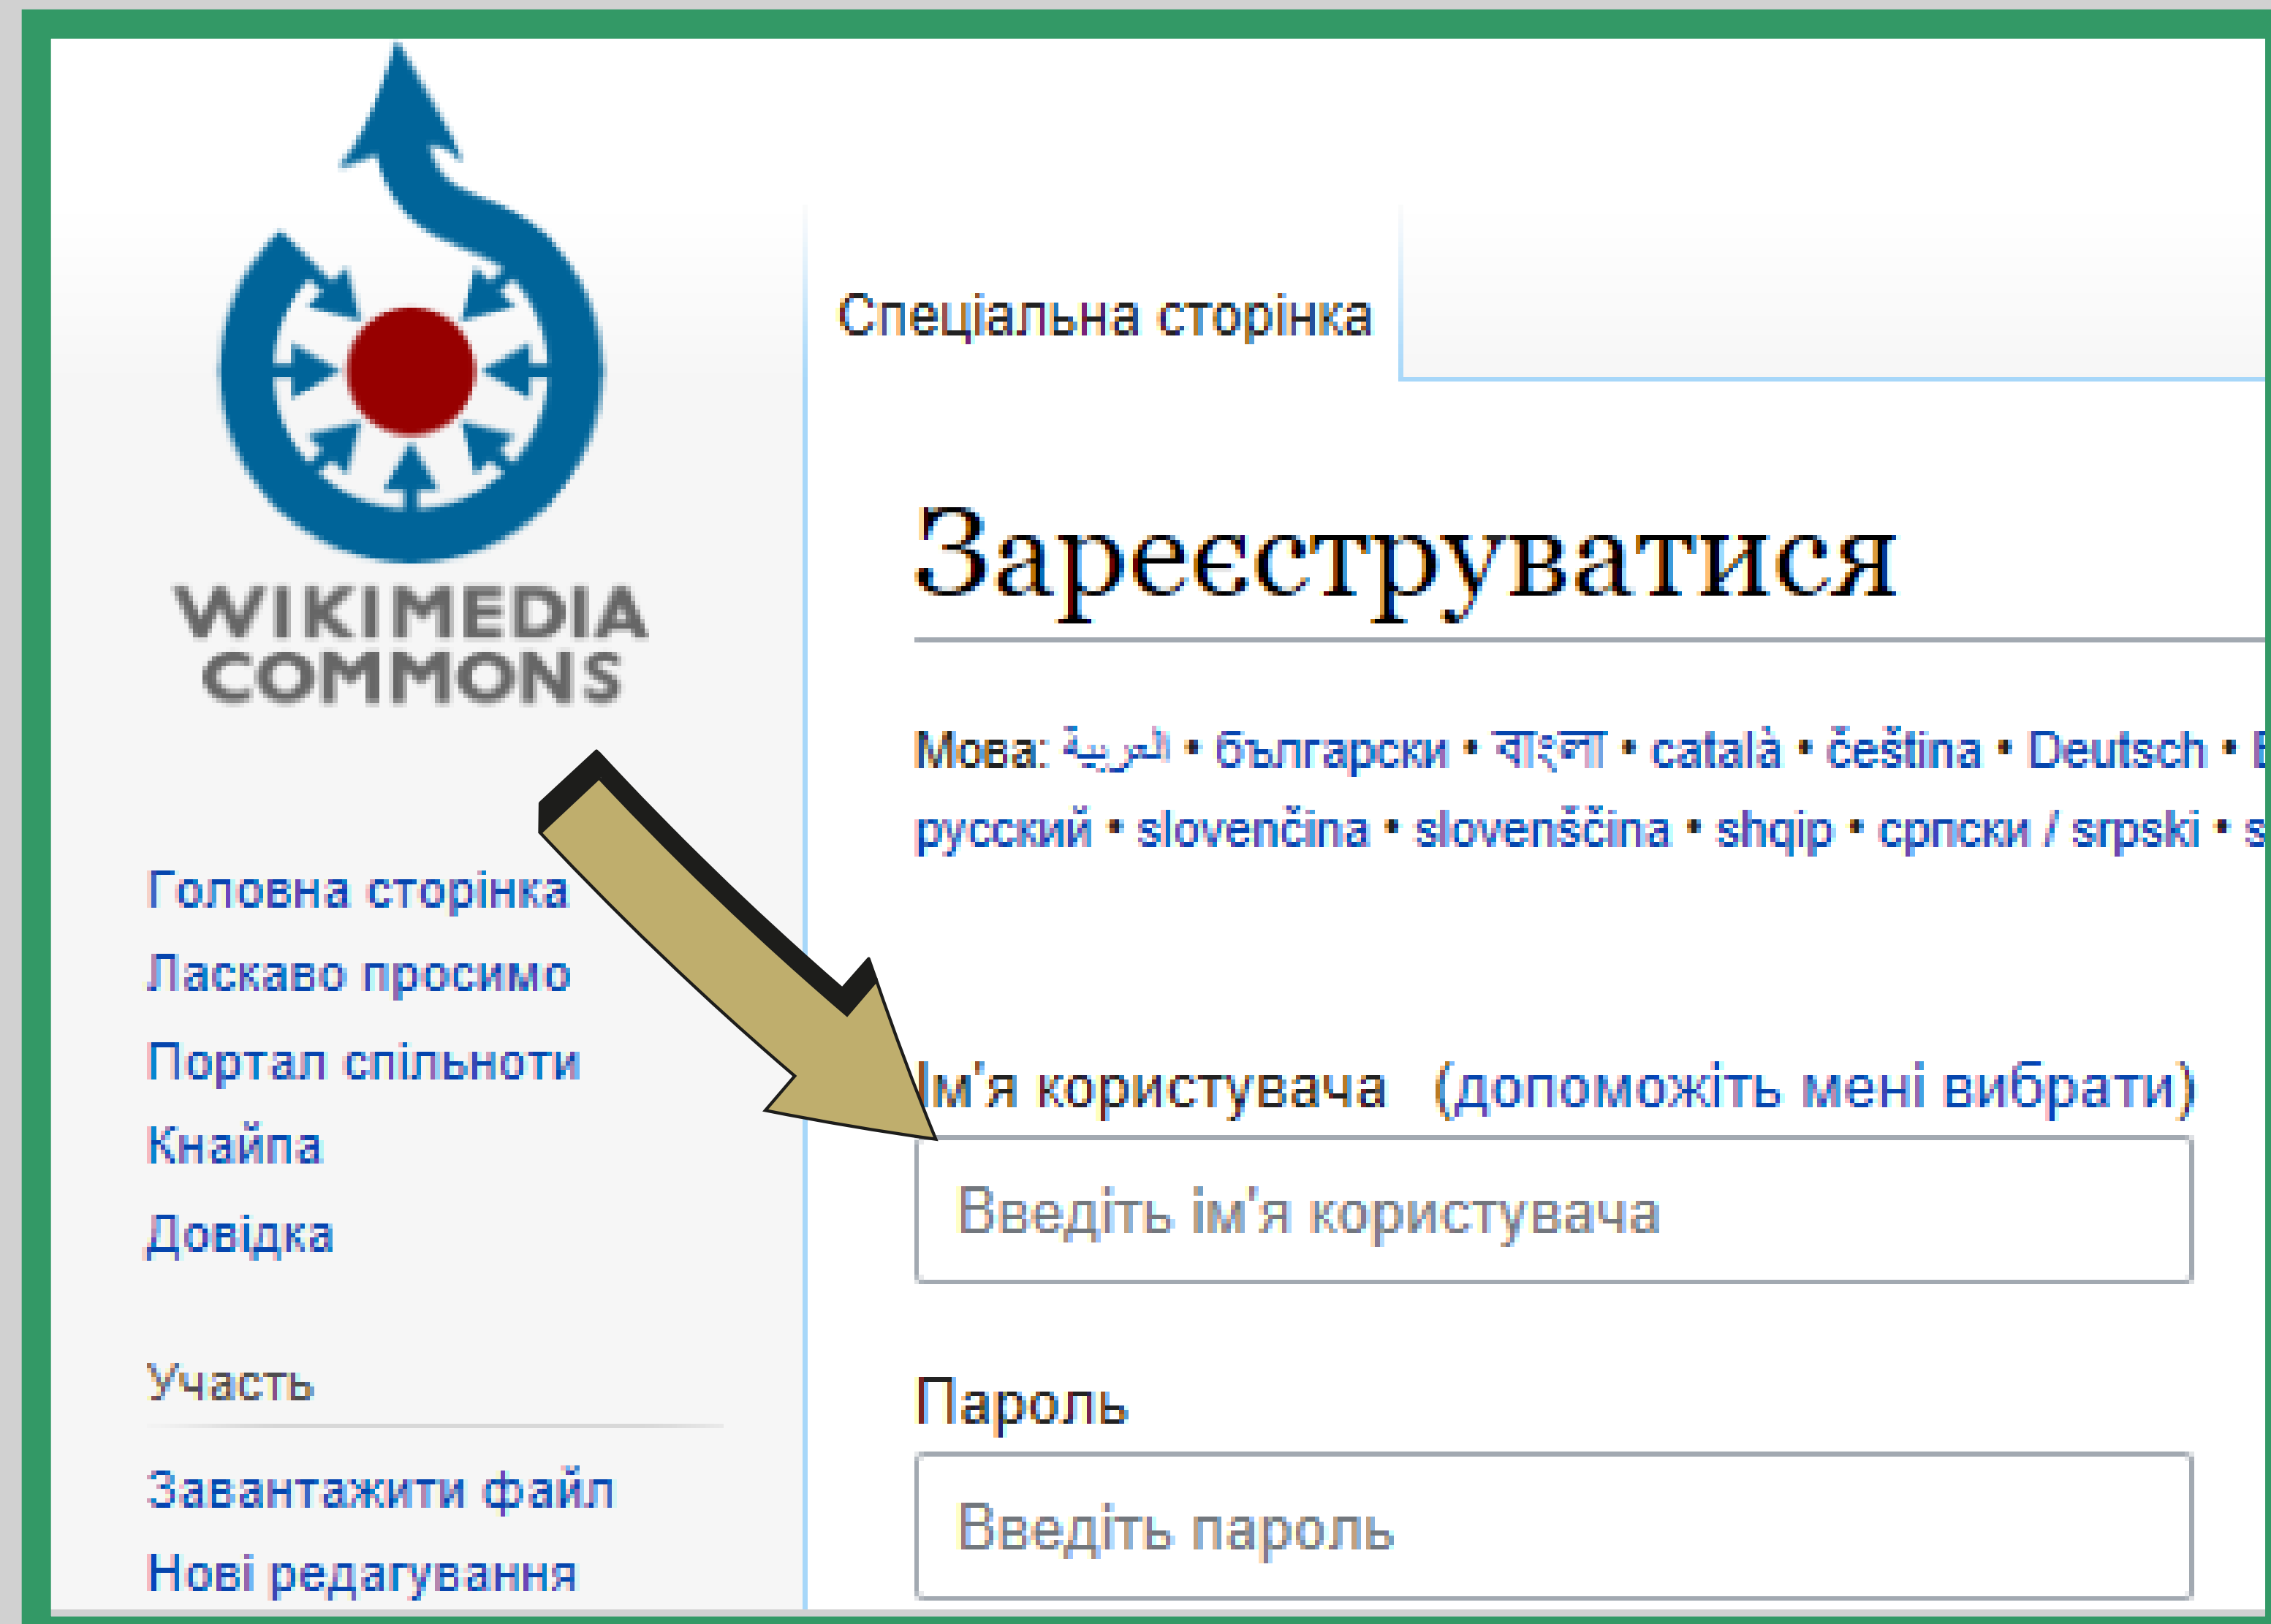 WIKIMEDIA
COMMONS
Головна сторінка
Ласкаво просимо
Портал спільноти
Кнайпа
Довідка
Участь
Завантажити файл
Нові редагування
Спеціальна сторінка
Зареєструватися
Мова: العربية • български • বাংলা • català • čeština • Deutsch •
русский • slovenčina • slovenščina • shqip • српски / srpski •
Ім'я користувача (допоможіть мені вибрати)
Введіть ім'я користувача
Пароль
Введіть пароль